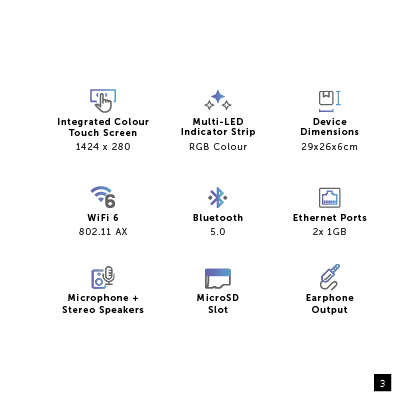 Integrated Colour
Touch Screen
1424 x 280
Multi-LED
Indicator Strip
RGB Colour
Device
Dimensions
29x26x6cm
6
WiFi 6
802.11 AX
Bluetooth
5.0
Ethernet Ports
2x 1GB
Microphone +
Stereo Speakers
MicroSD
Slot
Earphone
Output
3